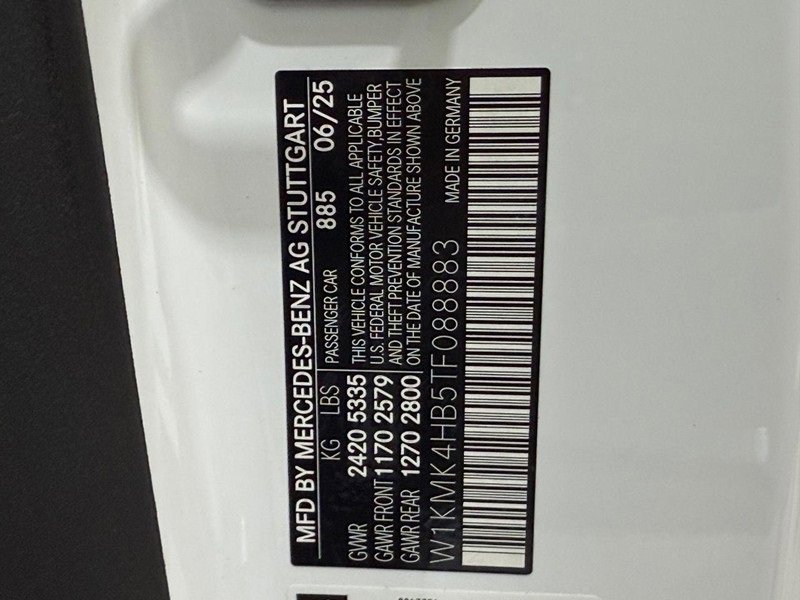 MFD BY MERCEDES-BENZ AG STUTTGART
KG LBS PASSENGER CAR 885 06/25
GVWR 2420 5335 THIS VEHICLE CONFORMS TO ALL APPLICABLE
GAWR FRONT 1170 2579 U.S. FEDERAL MOTOR VEHICLE SAFETY, BUMPER
GAWR REAR 1270 2800 AND THEFT PREVENTION STANDARDS IN EFFECT
ON THE DATE OF MANUFACTURE SHOWN ABOVE
W1KMK4HB5TF088883 MADE IN GERMANY